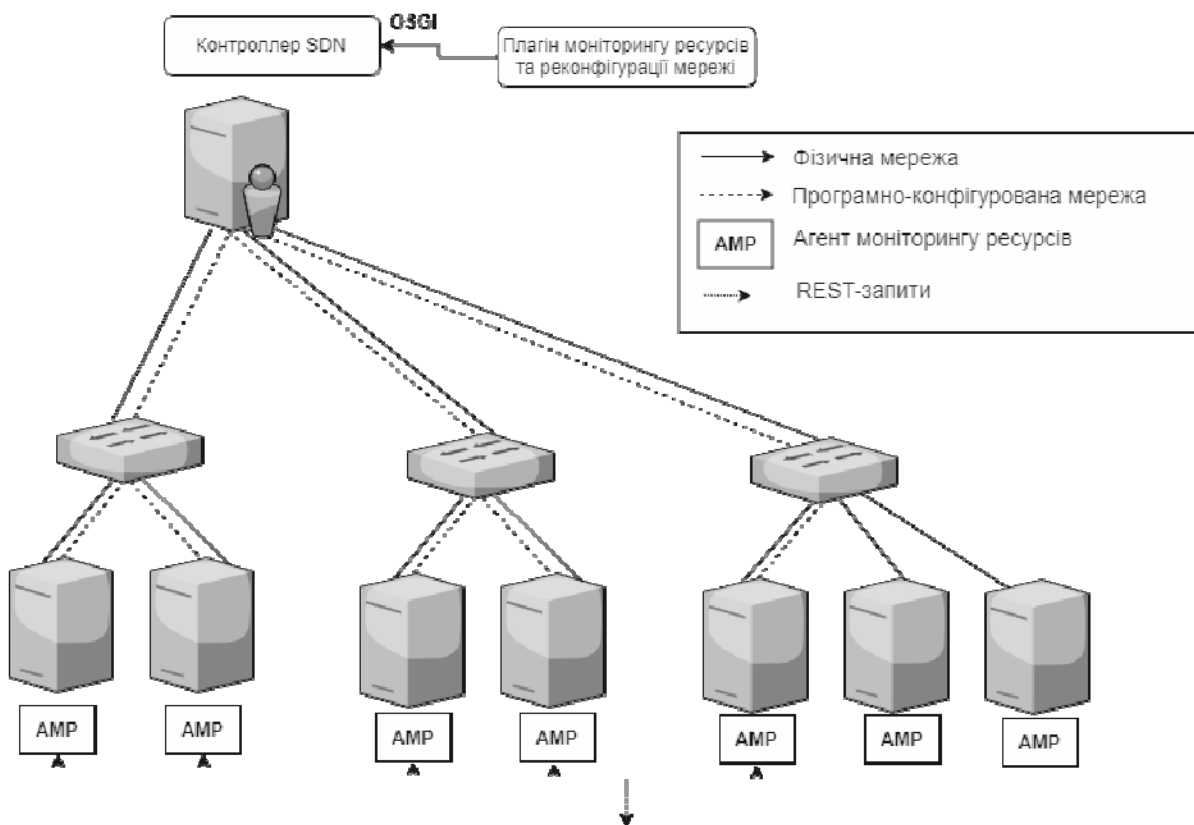 OSGI
Контроллер SDN
Плагін моніторингу ресурсів
та реконфігурації мережі
Фізична мережа
Програмно-конфігурована мережа
АМР
Агент моніторингу ресурсів
REST-запити
АМР
АМР
АМР
АМР
АМР
АМР
АМР